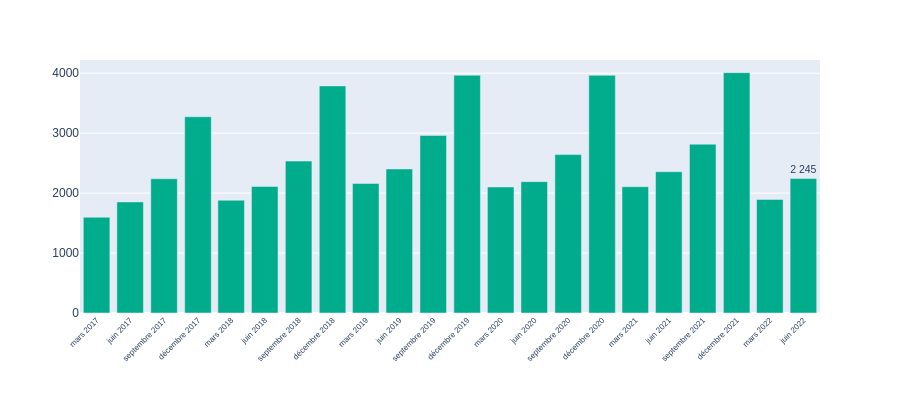 4000
3000
2000
1000
0
2 245
mars 2017
juin 2017
septembre 2017
décembre 2017
mars 2018
juin 2018
septembre 2018
décembre 2018
mars 2019
juin 2019
septembre 2019
décembre 2019
mars 2020
juin 2020
septembre 2020
décembre 2020
mars 2021
juin 2021
septembre 2021
décembre 2021
mars 2022
juin 2022